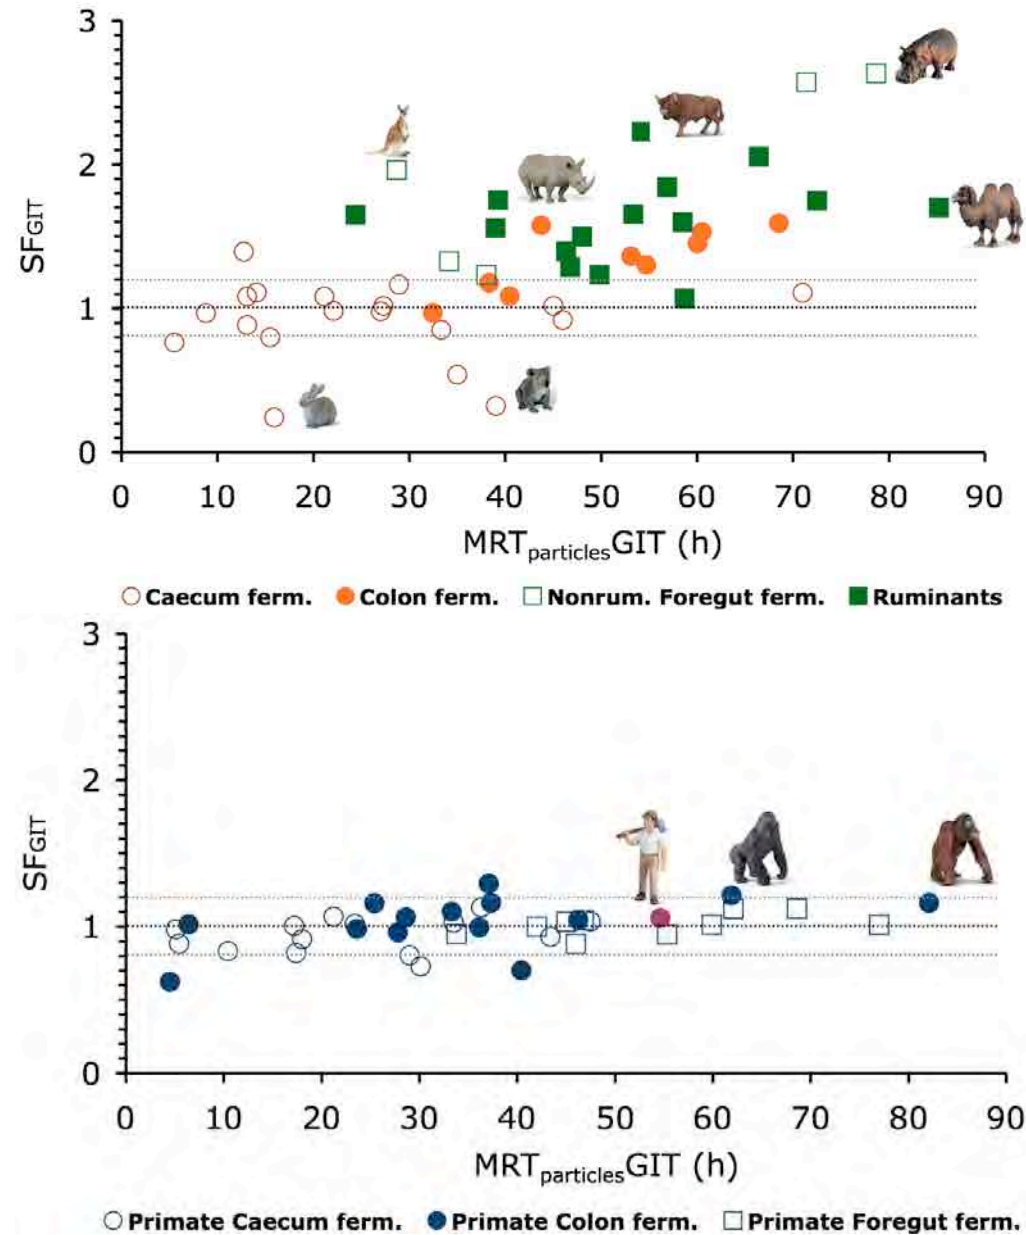 3
2
1
0
SFGIT
0 10 20 30 40 50 60 70 80 90
MRTparticlesGIT (h)
Caecum ferm. Colon ferm. Nonrum. Foregut ferm. Ruminants
3
2
1
0
SFGIT
0 10 20 30 40 50 60 70 80 90
MRTparticlesGIT (h)
Primate Caecum ferm. Primate Colon ferm. Primate Foregut ferm.